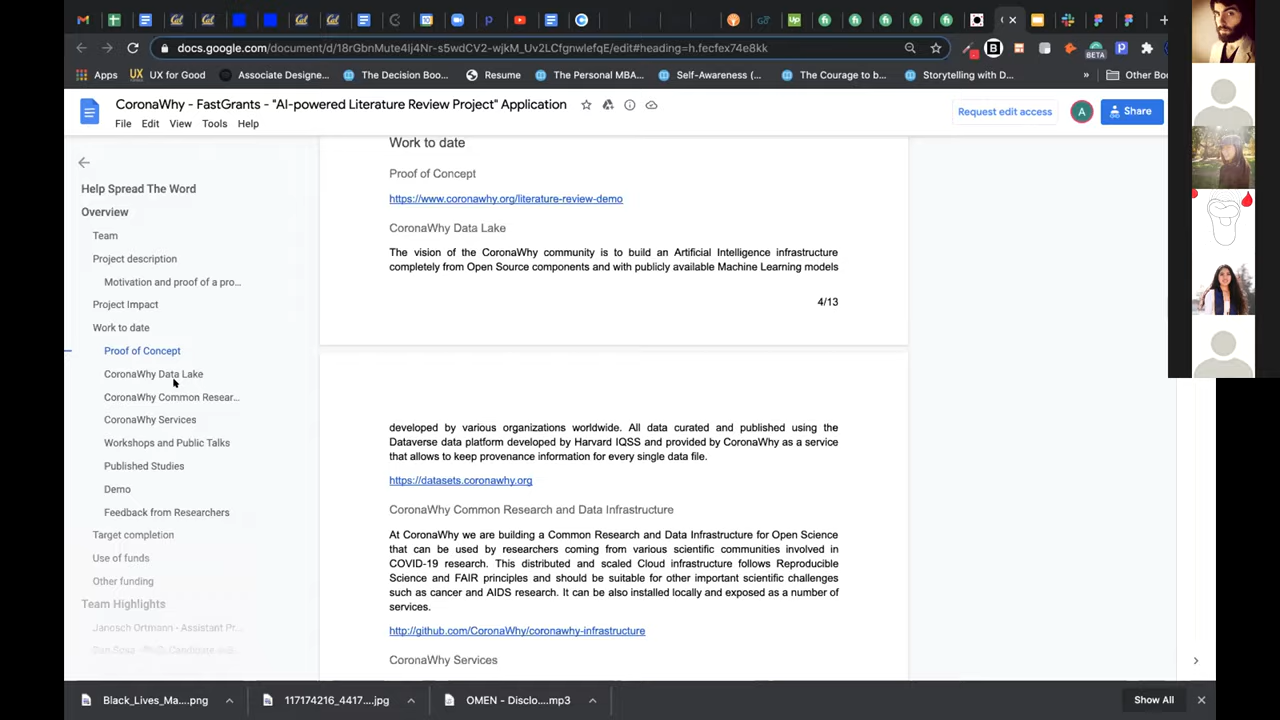 docs.google.com/document/d/18rGbnMute4Ij4Nr-s5wdCV2-wjkM_Uv2LCfgnwlefqE/edit#heading=h.fecfex74e8kk
BETA
Apps
UX for Good
Associate Designe...
The Decision Boo...
Resume
The Personal MBA...
Self-Awareness (...
The Courage to b...
Storytelling with D...
»
Other Boo
CoronaWhy - FastGrants - "AI-powered Literature Review Project" Application
File Edit View Tools Help
Request edit access
A
Share
Help Spread The Word
Overview
Team
Project description
Motivation and proof of a pro...
Project Impact
Work to date
Proof of Concept
CoronaWhy Data Lake
CoronaWhy Common Resear...
CoronaWhy Services
Workshops and Public Talks
Published Studies
Demo
Feedback from Researchers
Target completion
Use of funds
Other funding
Team Highlights
Janosch Ortmann - Assistant Pr...
Work to date
Proof of Concept
https://www.coronawhy.org/literature-review-demo
CoronaWhy Data Lake
The vision of the CoronaWhy community is to build an Artificial Intelligence infrastructure
completely from Open Source components and with publicly available Machine Learning models
4/13
developed by various organizations worldwide. All data curated and published using the
Dataverse data platform developed by Harvard IQSS and provided by CoronaWhy as a service
that allows to keep provenance information for every single data file.
https://datasets.coronawhy.org
CoronaWhy Common Research and Data Infrastructure
At CoronaWhy we are building a Common Research and Data Infrastructure for Open Science
that can be used by researchers coming from various scientific communities involved in
COVID-19 research. This distributed and scaled Cloud infrastructure follows Reproducible
Science and FAIR principles and should be suitable for other important scientific challenges
such as cancer and AIDS research. It can be also installed locally and exposed as a number of
services.
http://github.com/CoronaWhy/coronawhy-infrastructure
CoronaWhy Services
Black_Lives_Ma....png
117174216_4417....jpg
OMEN - Disclo....mp3
Show All